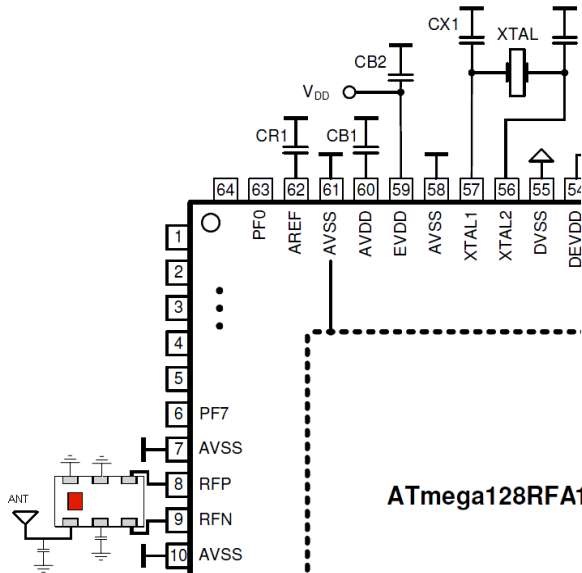 CX1
XTAL
CB2
VDD
CR1
CB1
64 63 62 61 60 59 58 57 56 55 54
PF0
AREF
AVSS
AVDD
EVDD
AVSS
XTAL1
XTAL2
DVSS
DEVDD
1
2
3
4
5
6 PF7
7 AVSS
8 RFP
9 RFN
10 AVSS
ANT
ATmega128RFA1